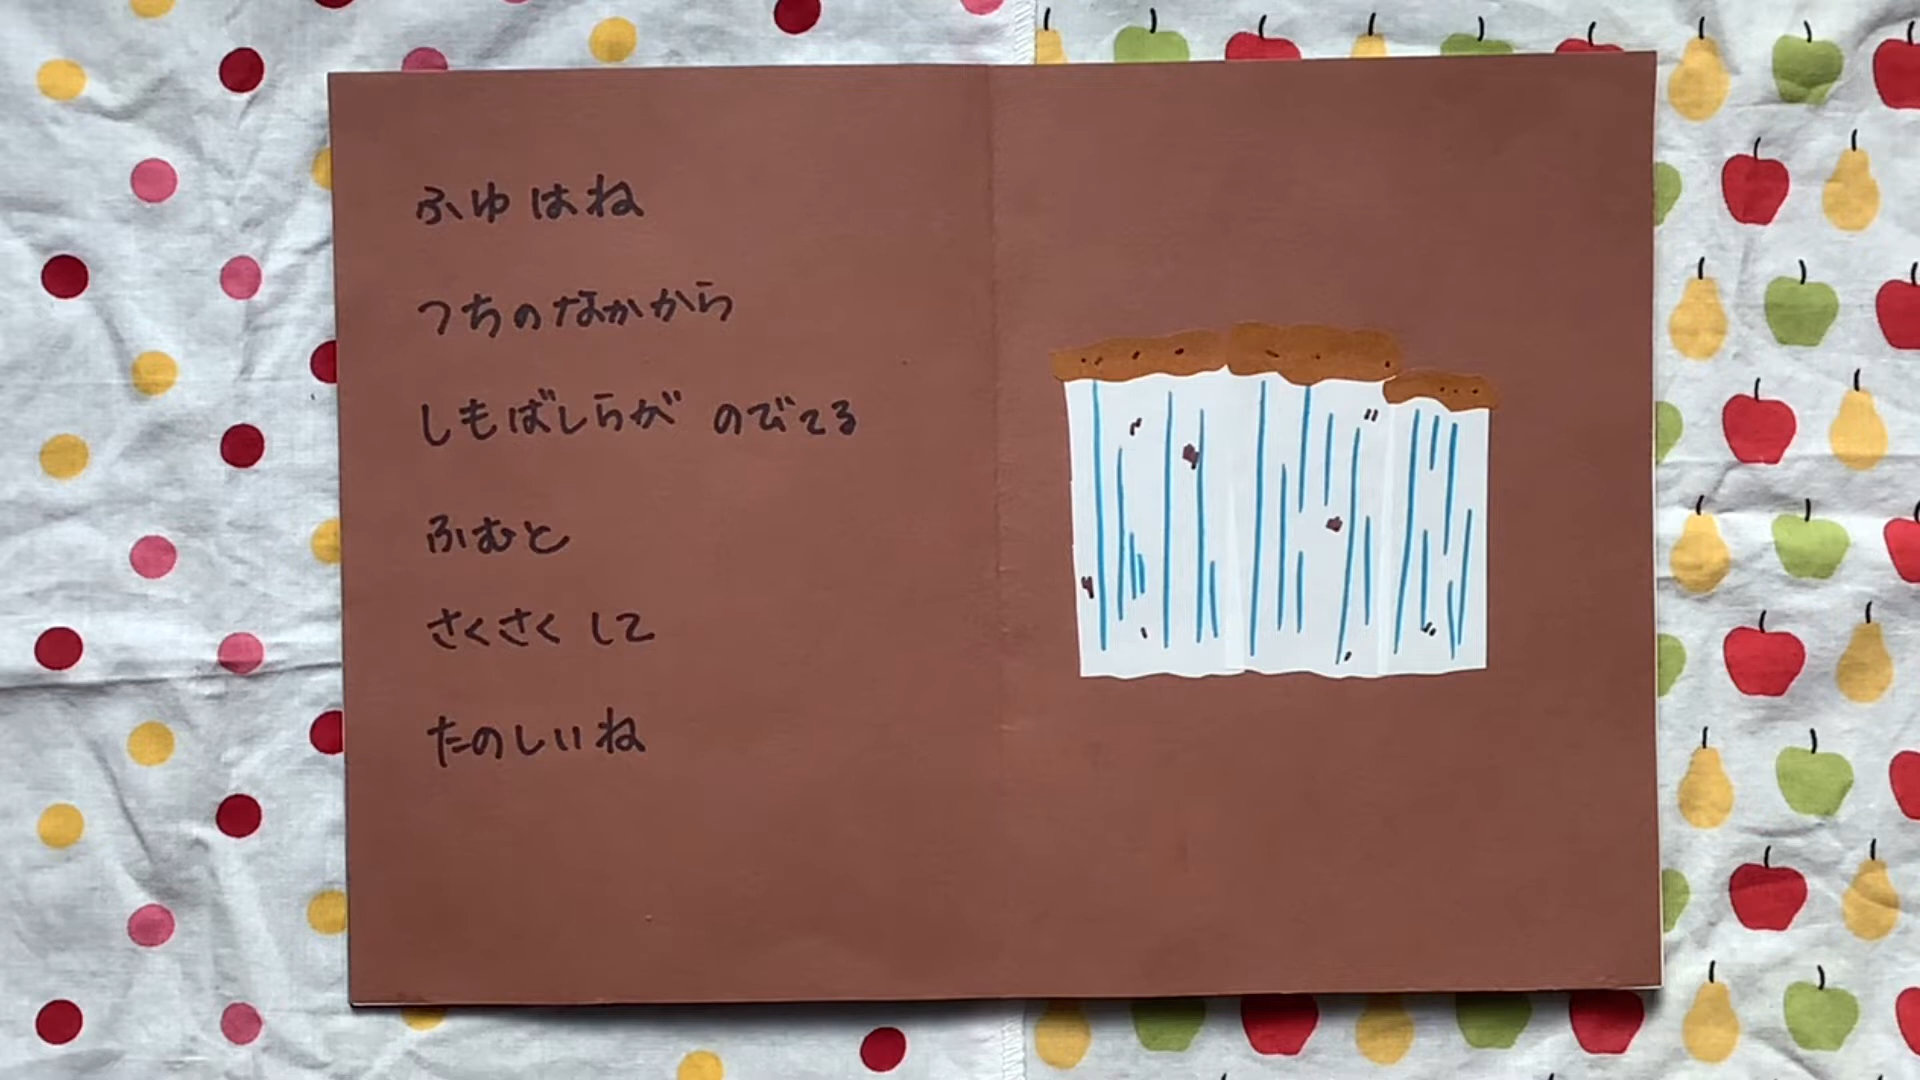 ふゆ はね
つちの なかから
しもばしらが のびてる
ふむと
さくさく して
たのしいね